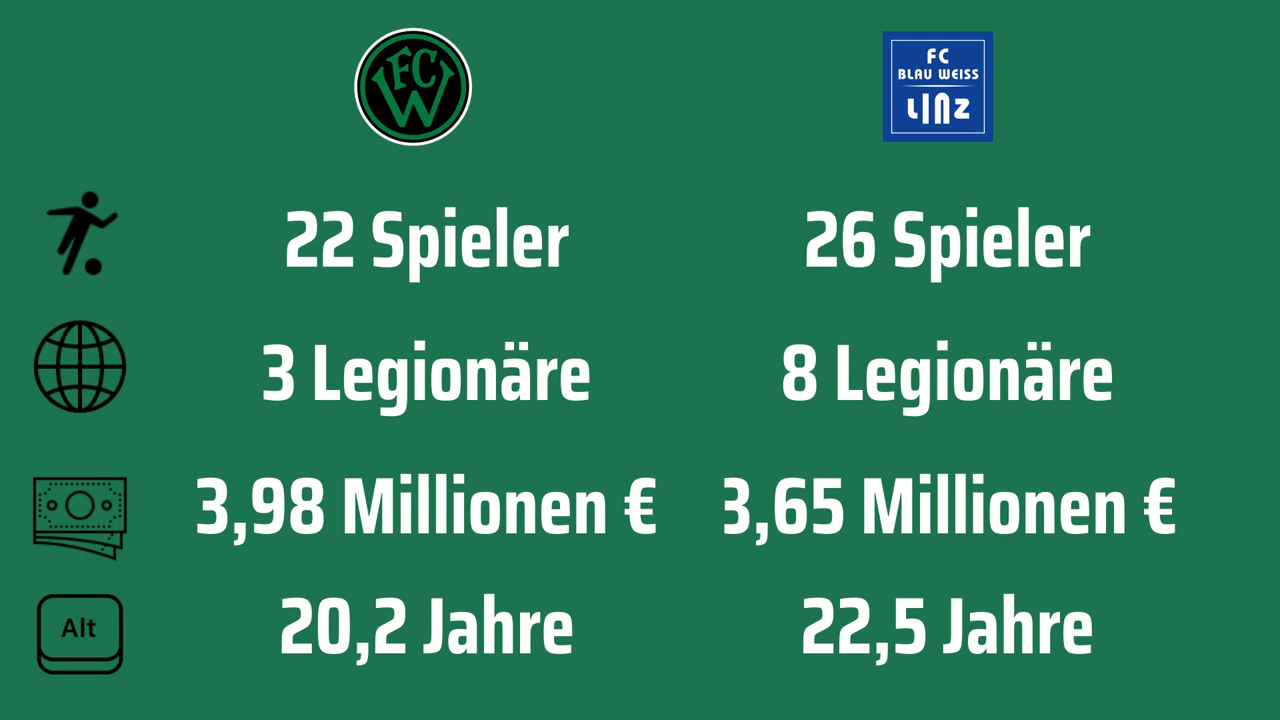 FCW
FC
BLAU WEISS
LINZ
22 Spieler
26 Spieler
3 Legionäre
8 Legionäre
3,98 Millionen €
3,65 Millionen €
Alt
20,2 Jahre
22,5 Jahre